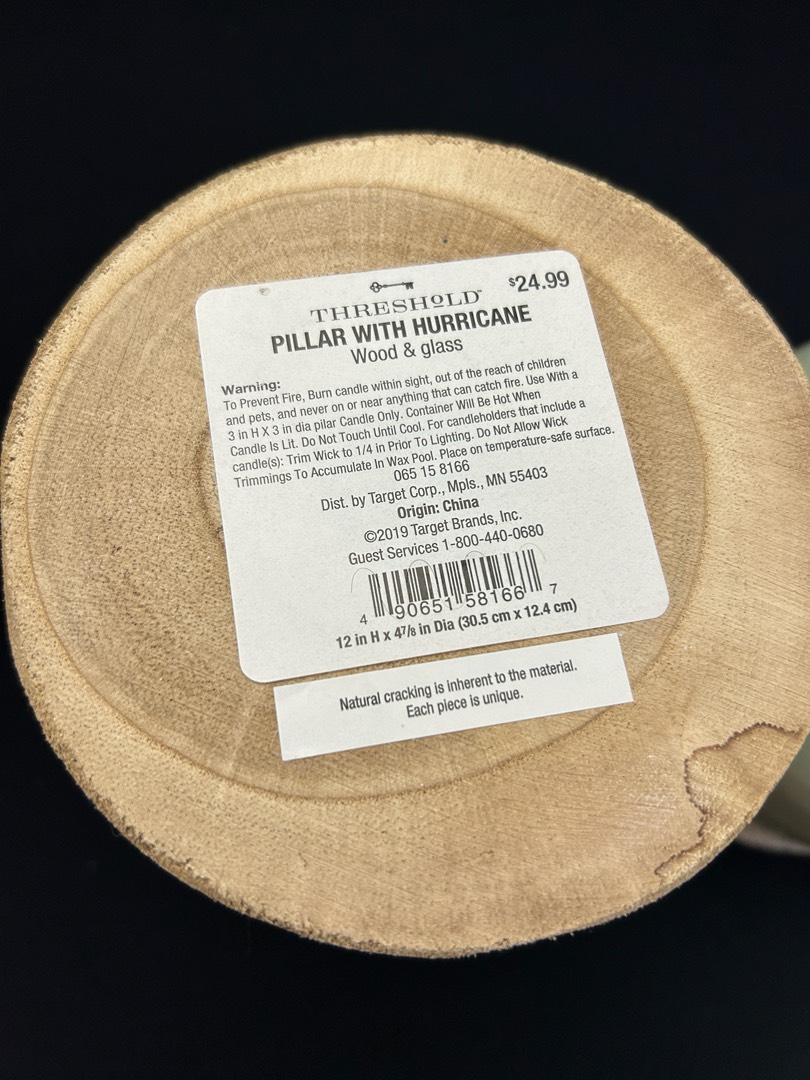 THRESHOLD™
$24.99
PILLAR WITH HURRICANE
Wood & glass
Warning:
To Prevent Fire, Burn candle within sight, out of the reach of children
and pets, and never on or near anything that can catch fire. Use With a
3 in H X 3 in dia pilar Candle Only. Container Will Be Hot When
Candle Is Lit. Do Not Touch Until Cool. For candleholders that include a
candle(s): Trim Wick to 1/4 in Prior To Lighting. Do Not Allow Wick
Trimmings To Accumulate In Wax Pool. Place on temperature-safe surface.
065 15 8166
Dist. by Target Corp., Mpls., MN 55403
Origin: China
©2019 Target Brands, Inc.
Guest Services 1-800-440-0680
4 90651 58166 7
12 in H x 4⅞ in Dia (30.5 cm x 12.4 cm)
Natural cracking is inherent to the material.
Each piece is unique.